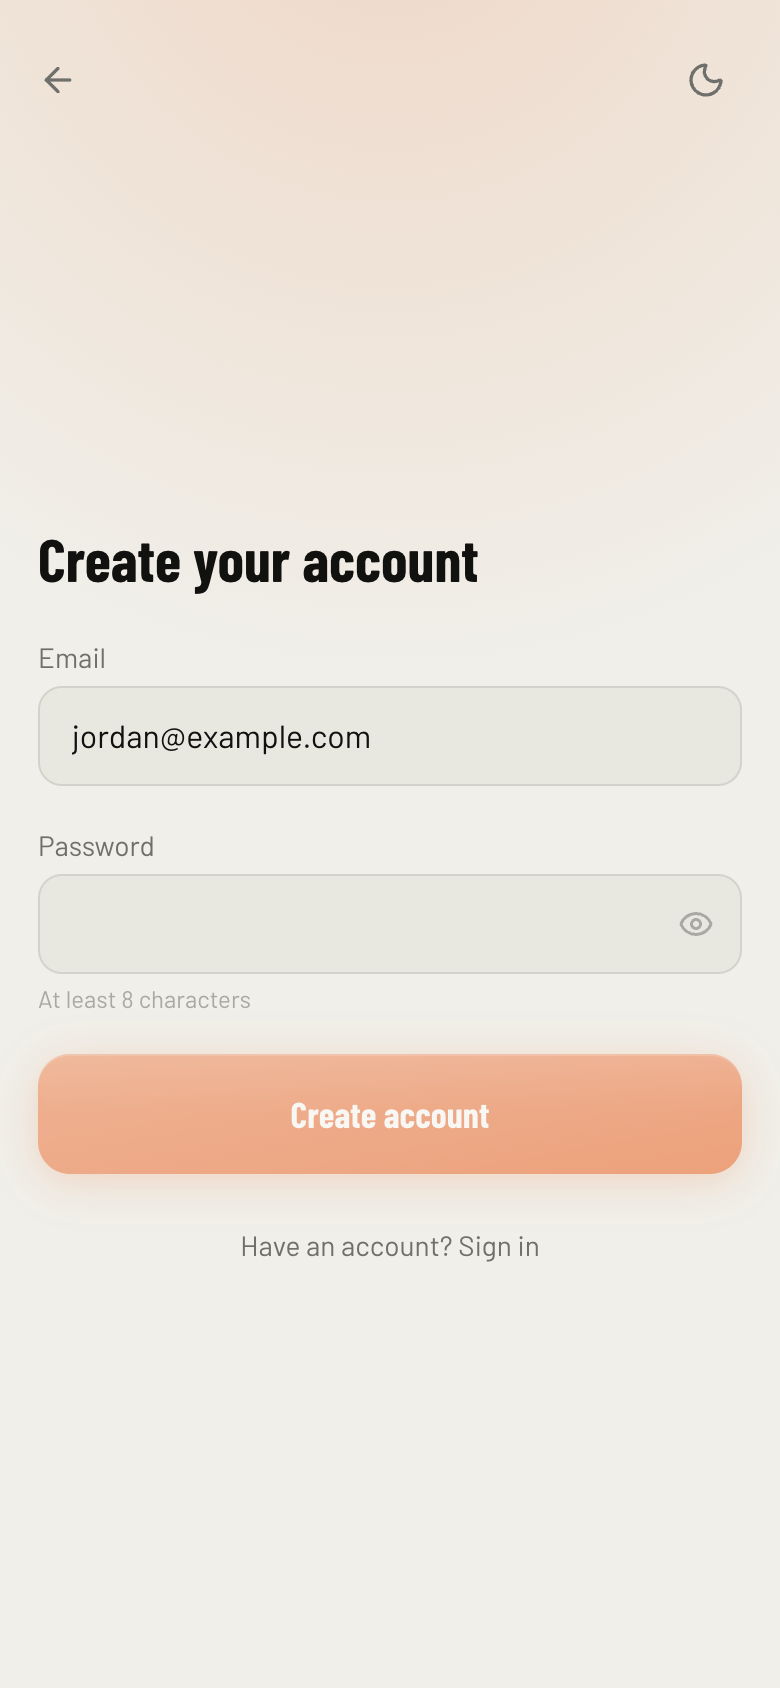 Create your account
Email
jordan@example.com
Password
At least 8 characters
Create account
Have an account? Sign in